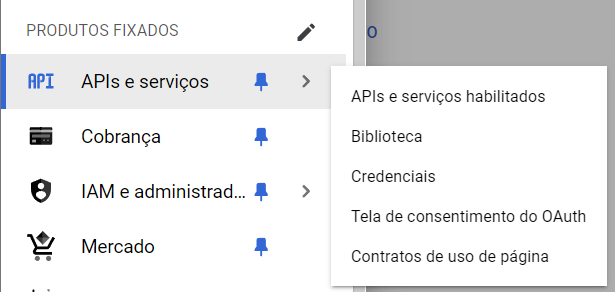 PRODUTOS FIXADOS
API APIs e serviços
Cobrança
IAM e administrad...
Mercado
APIs e serviços habilitados
Biblioteca
Credenciais
Tela de consentimento do OAuth
Contratos de uso de página